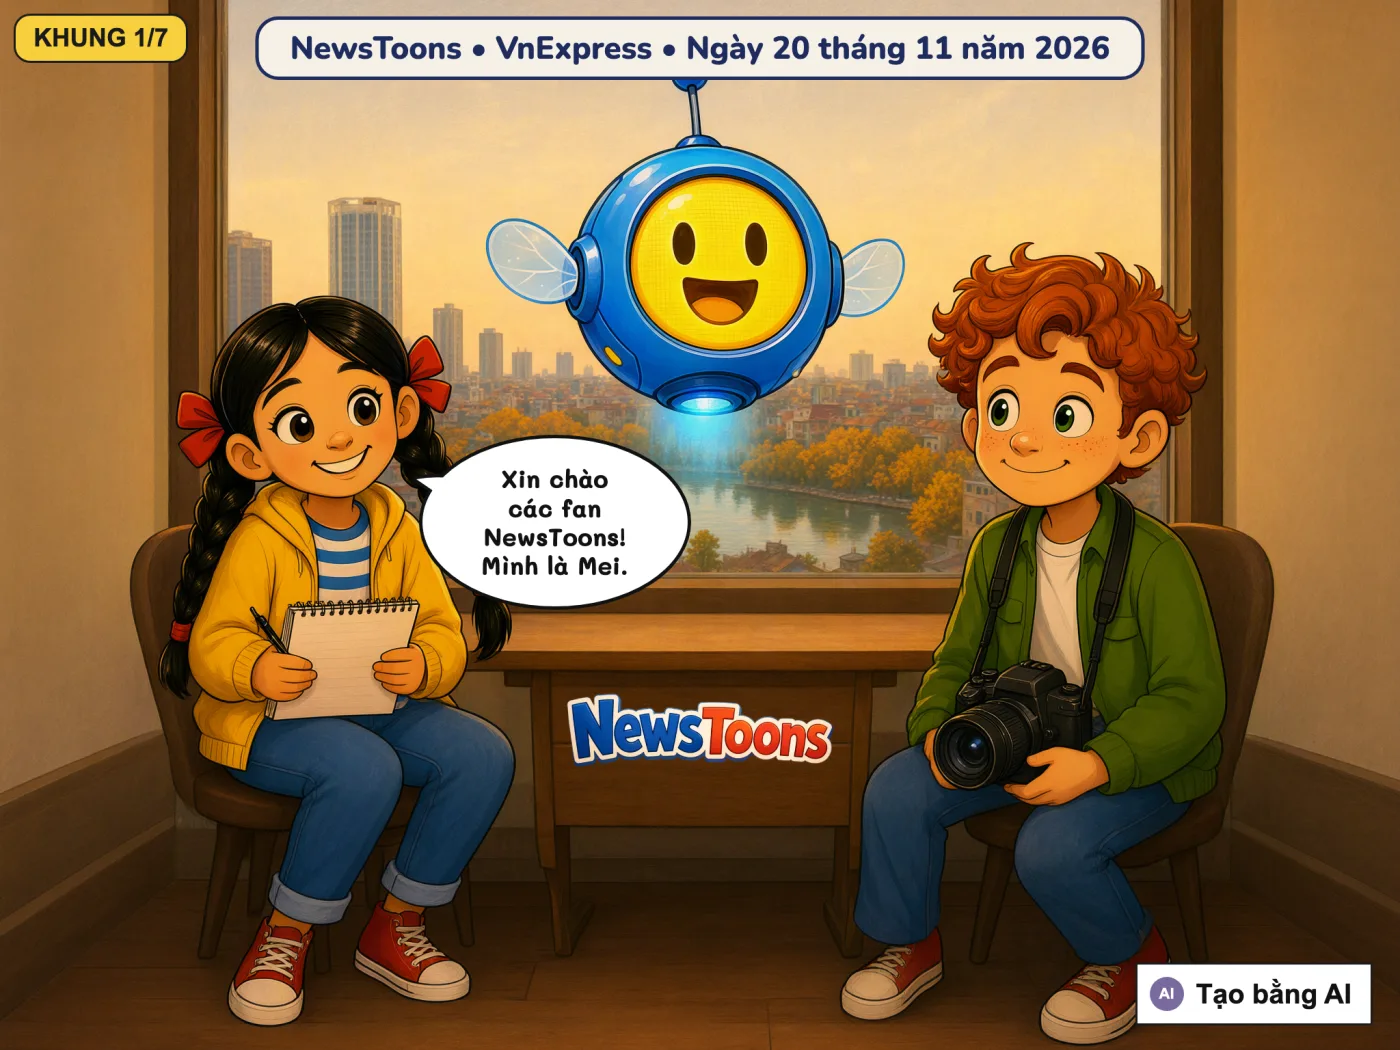 KHUNG 1/7
NewsToons • VnExpress • Ngày 20 tháng 11 năm 2026
Xin chào
các fan
NewsToons!
Mình là Mei.
NewsToons
AI Tạo bằng AI